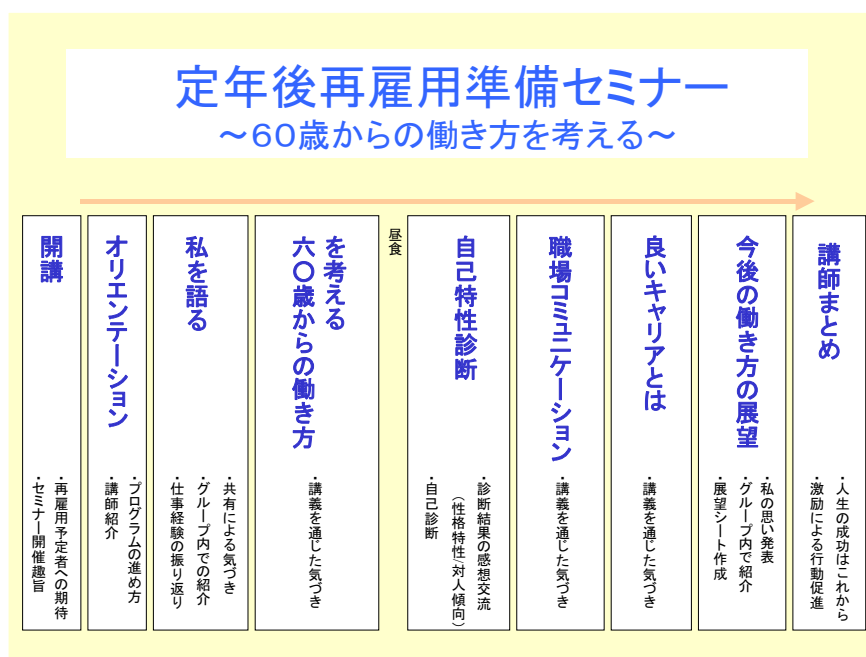 定年後再雇用準備セミナー
～60歳からの働き方を考える～
開講
・セミナー開催趣旨
・再雇用予定者への期待
オリエンテーション
・講師紹介
・プログラムの進め方
私を語る
・仕事経験の振り返り
・グループ内での紹介
・共有による気づき
六〇歳からの働き方
を考える
・講義を通じた気づき
昼食
自己特性診断
・自己診断
（性格特性/対人傾向）
・診断結果の感想交流
職場コミュニケーション
・講義を通じた気づき
良いキャリアとは
・講義を通じた気づき
今後の働き方の展望
・展望シート作成
・グループ内で紹介
・私の思い発表
講師まとめ
・激励による行動促進
・人生の成功はこれから